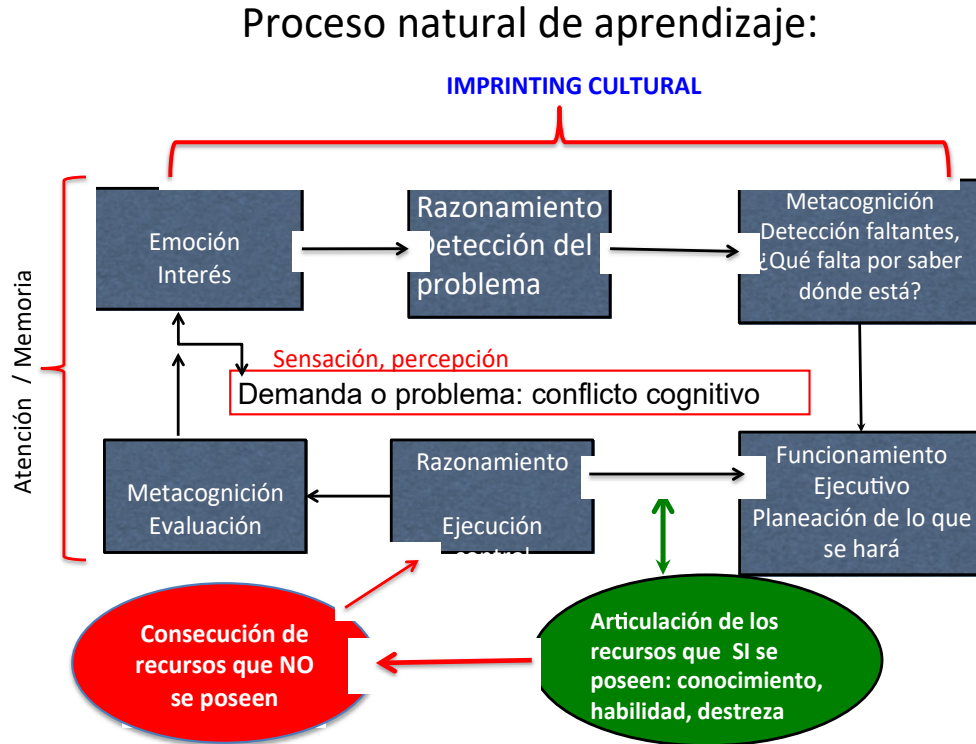 Proceso natural de aprendizaje:
IMPRINTING CULTURAL
Atención / Memoria
Emoción
Interés
Razonamiento
Detección del
problema
Metacognición
Detección faltantes,
¿Qué falta por saber
dónde está?
Sensación, percepción
Demanda o problema: conflicto cognitivo
Metacognición
Evaluación
Razonamiento
Ejecución
control
Funcionamiento
Ejecutivo
Planeación de lo que
se hará
Consecución de
recursos que NO
se poseen
Articulación de los
recursos que SI se
poseen: conocimiento,
habilidad, destreza